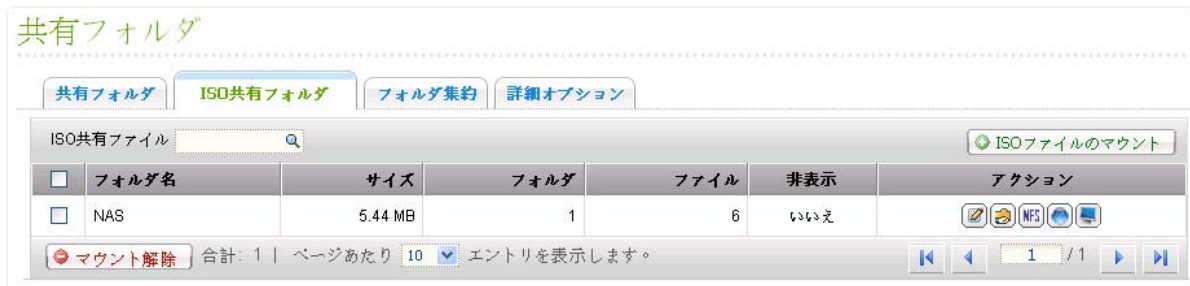 共有フォルダ
共有フォルダ ISO共有フォルダ フォルダ集約 詳細オプション
ISO共有ファイル ISOファイルのマウント
フォルダ名 サイズ フォルダ ファイル 非表示 アクション
NAS 5.44 MB 1 6 いいえ NFS
マウント解除 合計: 1 | ページあたり 10 エントリを表示します。 1 / 1